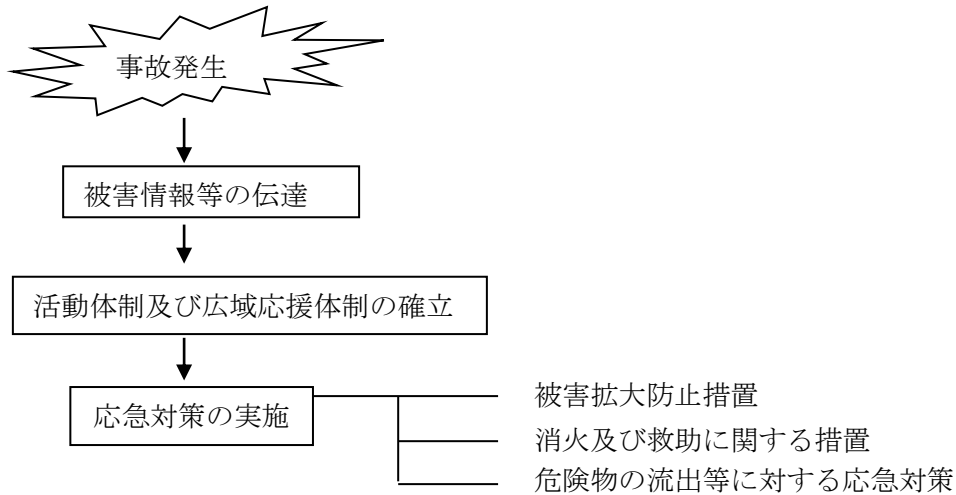 事故発生
被害情報等の伝達
活動体制及び広域応援体制の確立
応急対策の実施
被害拡大防止措置
消火及び救助に関する措置
危険物の流出等に対する応急対策